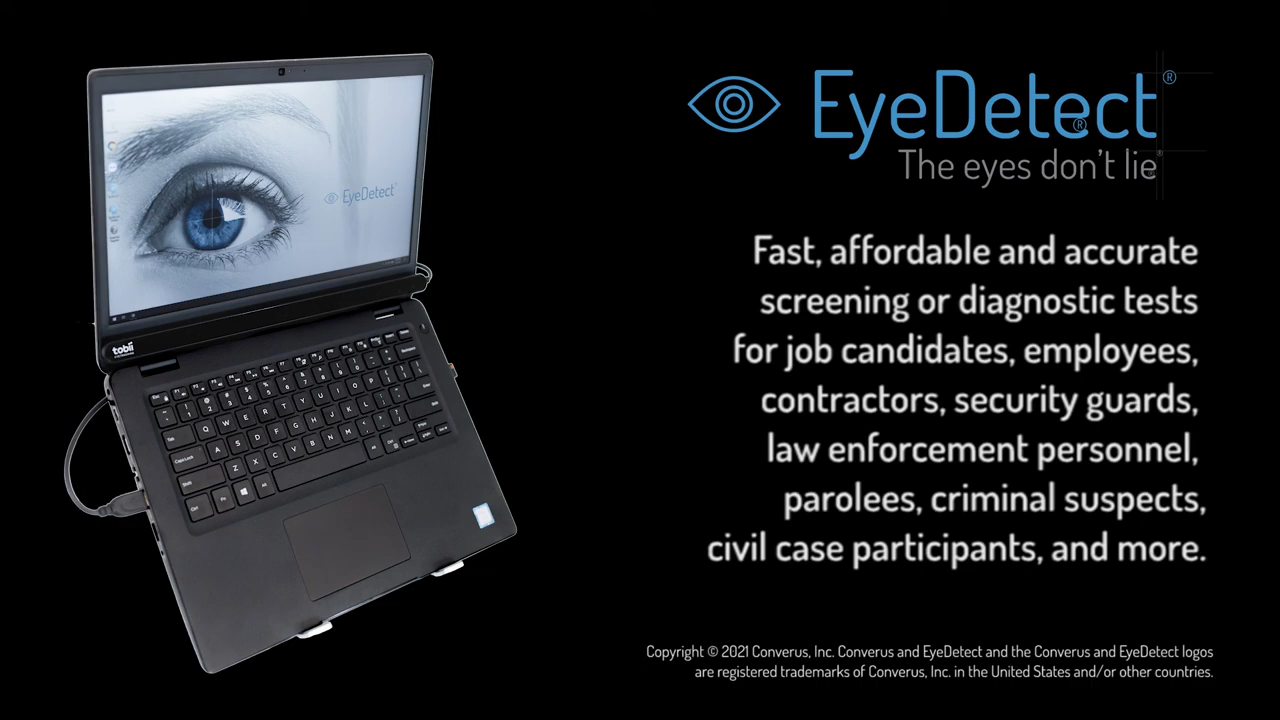 EyeDetect®
The eyes don't lie
EyeDetect
Fast, affordable and accurate
screening or diagnostic tests
for job candidates, employees,
contractors, security guards,
law enforcement personnel,
parolees, criminal suspects,
civil case participants, and more.
tobii
Copyright © 2021 Converus, Inc. Converus and EyeDetect and the Converus and EyeDetect logos
are registered trademarks of Converus, Inc. in the United States and/or other countries.